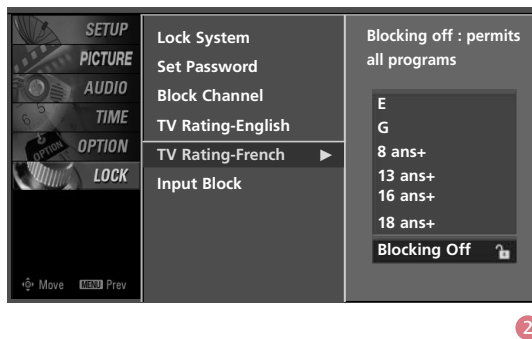 SETUP
PICTURE
AUDIO
TIME
OPTION
LOCK
Move MENU Prev
Lock System
Set Password
Block Channel
TV Rating-English
TV Rating-French ▶
Input Block
Blocking off : permits
all programs
E
G
8 ans+
13 ans+
16 ans+
18 ans+
Blocking Off
2